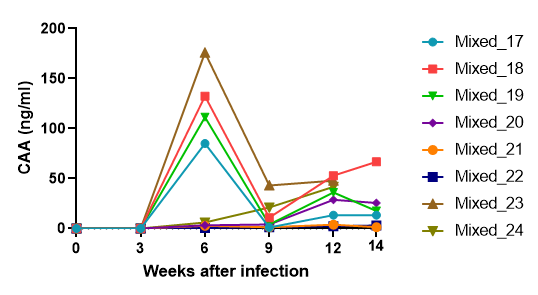 200
150
100
50
0
CAA (ng/ml)
0 3 6 9 12 14
Weeks after infection
Mixed_17
Mixed_18
Mixed_19
Mixed_20
Mixed_21
Mixed_22
Mixed_23
Mixed_24